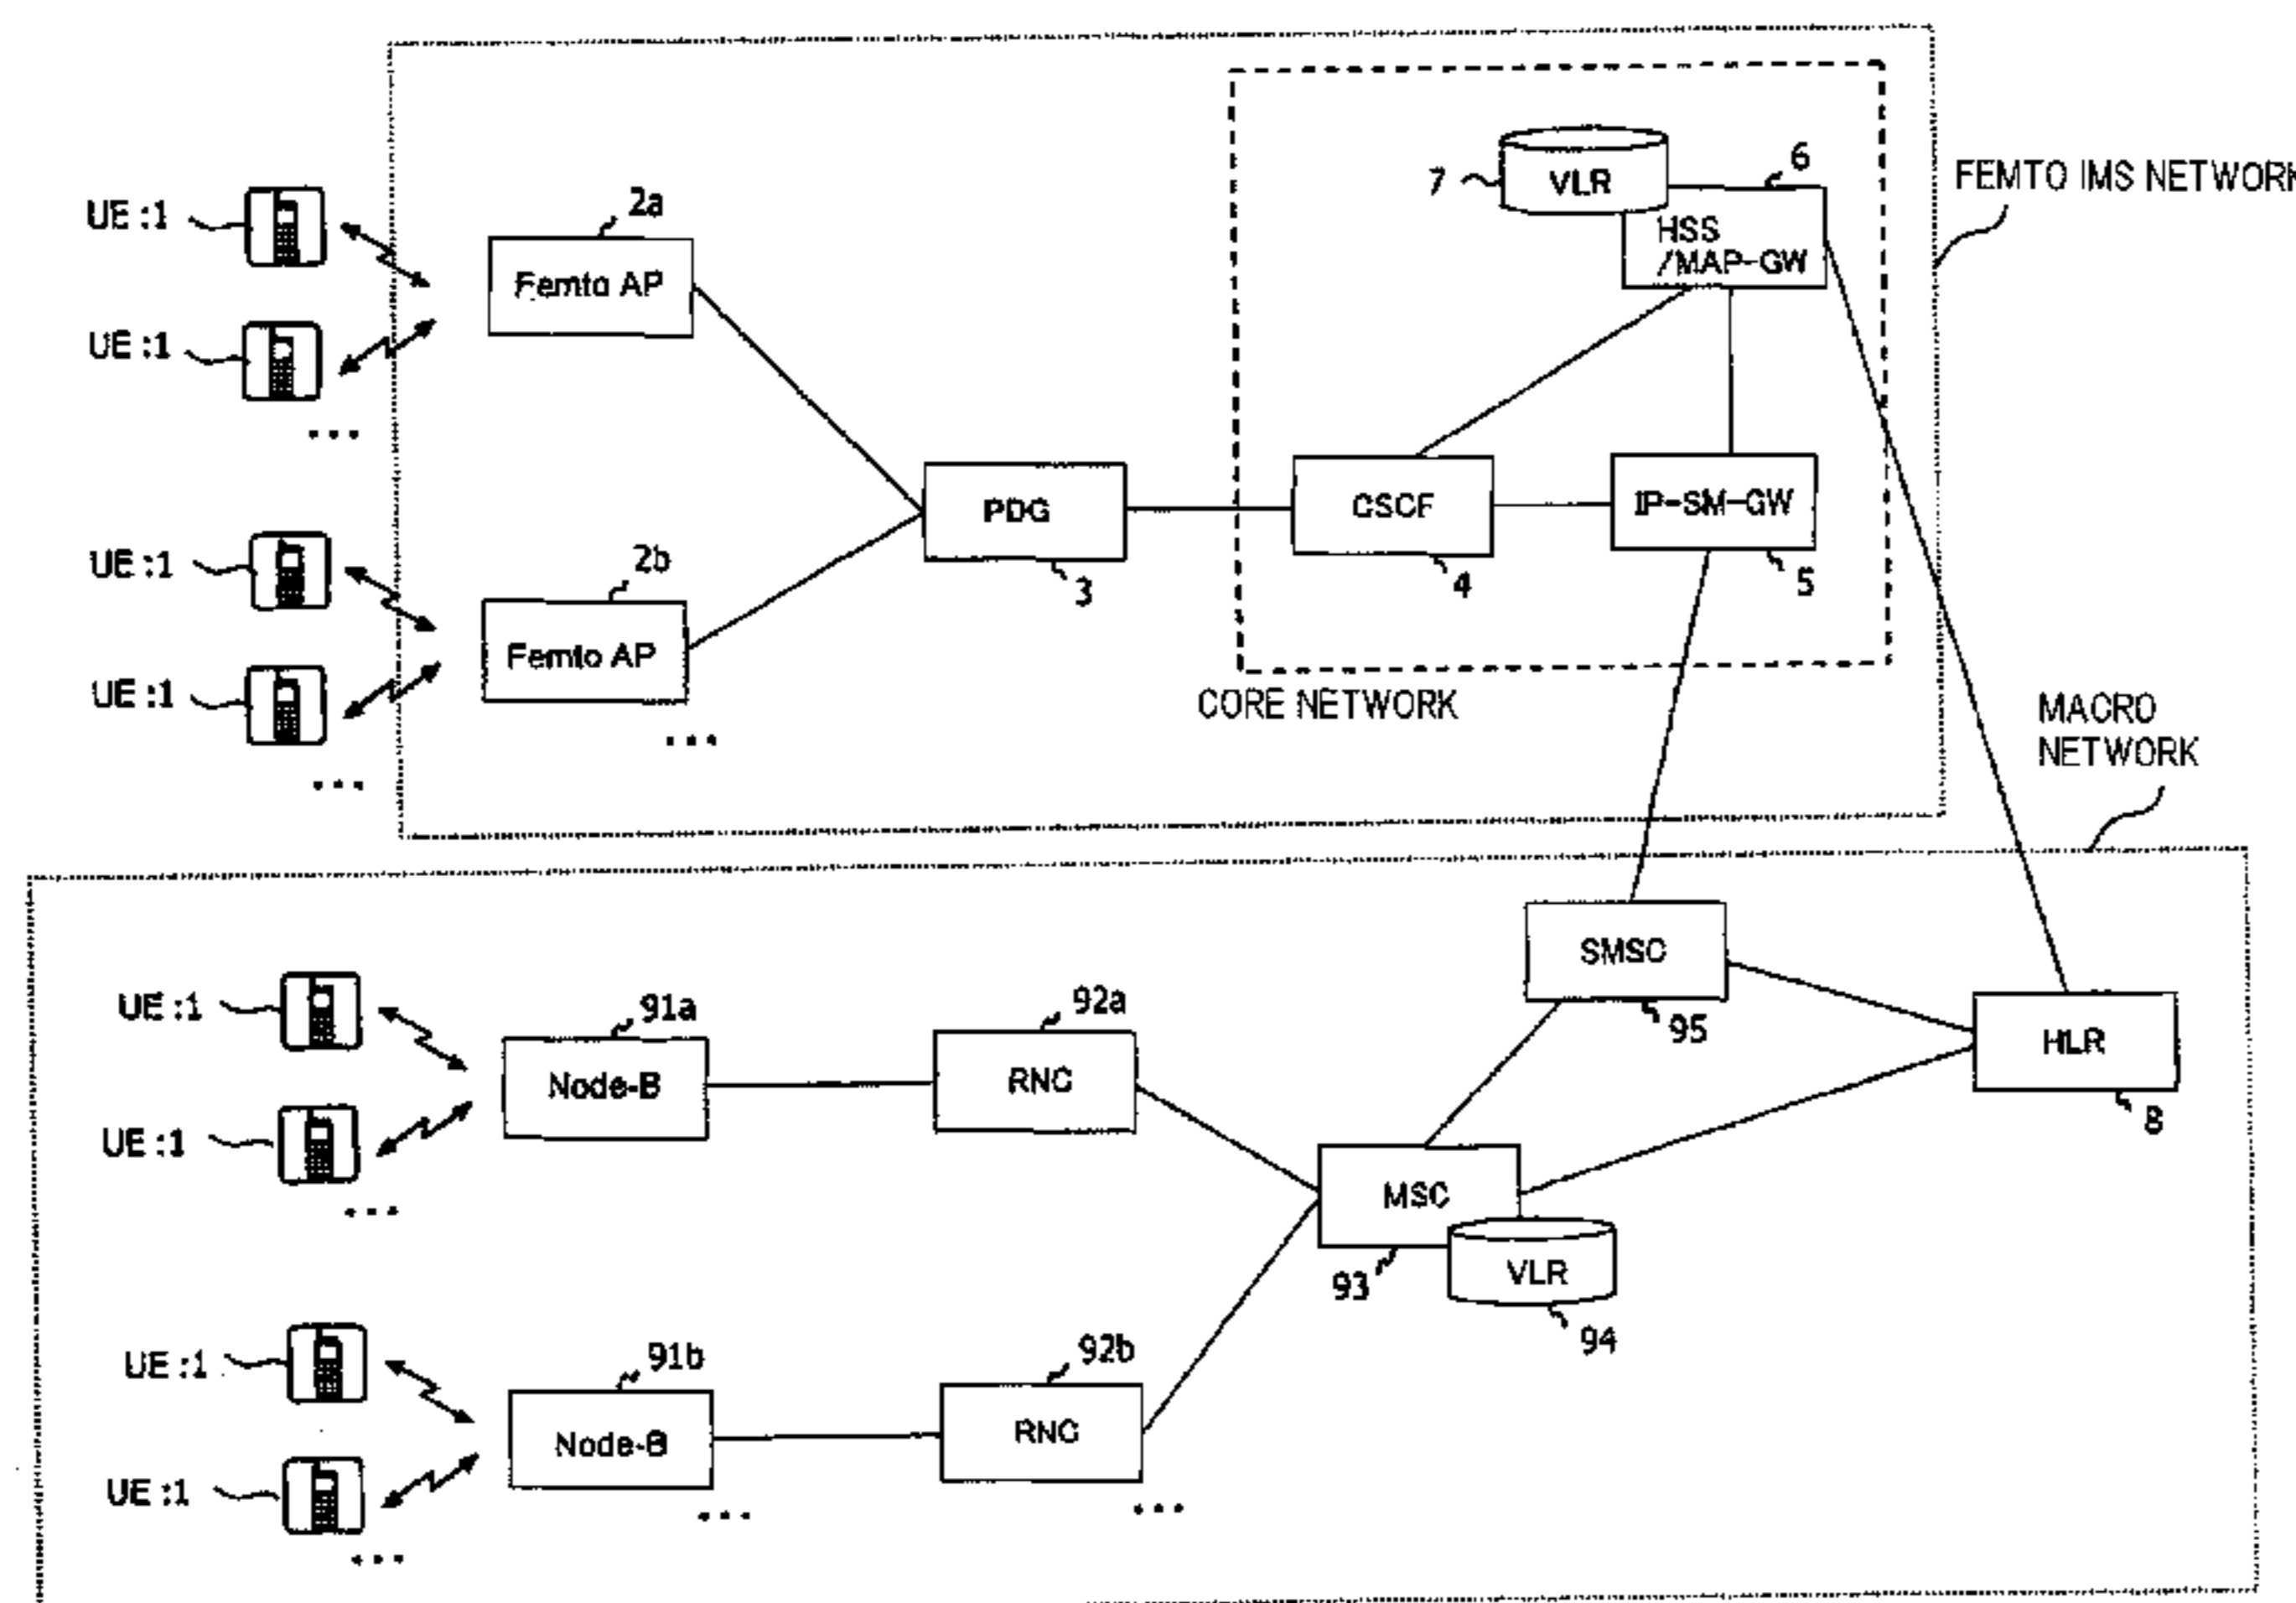 2a
6
7
VLR
FEMTO IMS NETWORK
UE :1
HSS
/MAP-GW
Femto AP
UE :1
PDG
CSCF
IP-SM-GW
UE :1
2b
3
4
5
Femto AP
UE :1
CORE NETWORK
MACRO
NETWORK
...
...
...
SMSC
UE :1
91a
92a
95
HLR
Node-B
RNC
8
UE :1
MSC
...
93
VLR
94
UE :1
91b
92b
Node-B
RNC
UE :1
...
...
...